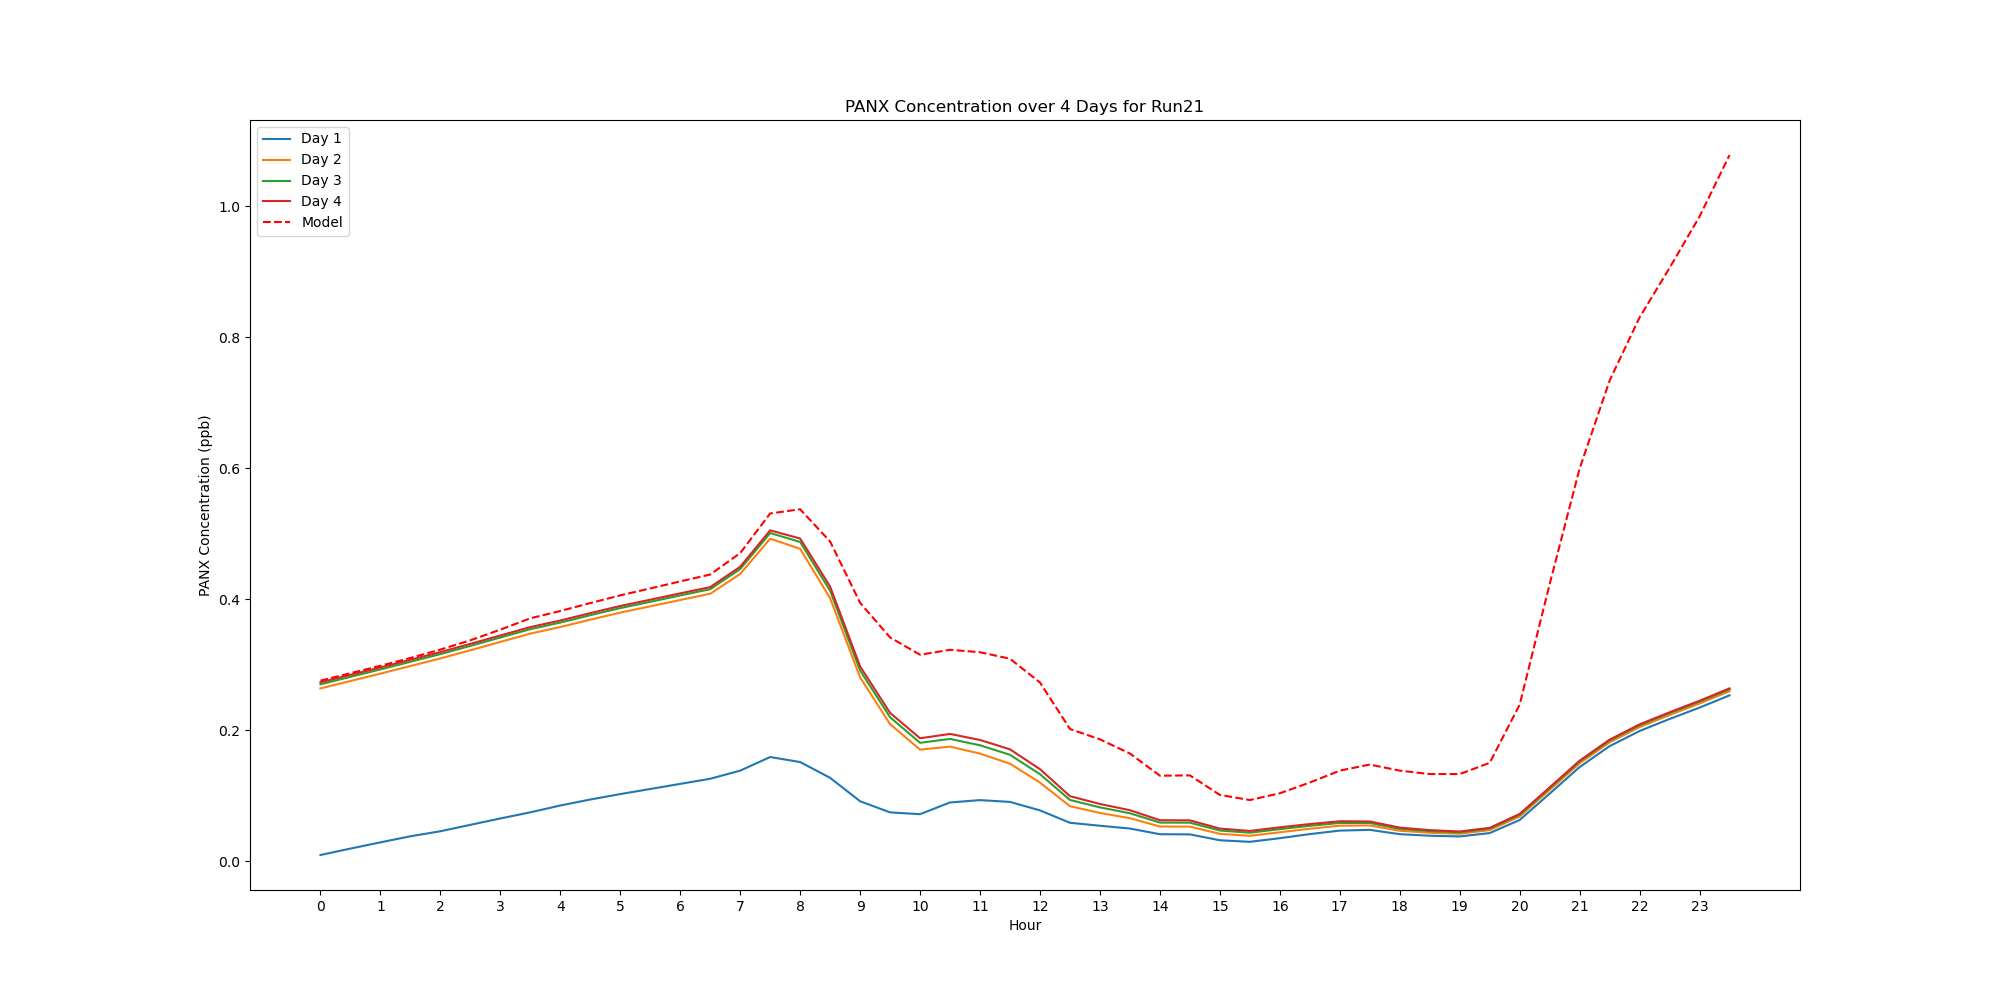 PANX Concentration over 4 Days for Run21
Day 1
Day 2
Day 3
Day 4
Model
1.0
0.8
0.6
0.4
0.2
0.0
PANX Concentration (ppb)
0 1 2 3 4 5 6 7 8 9 10 11 12 13 14 15 16 17 18 19 20 21 22 23
Hour